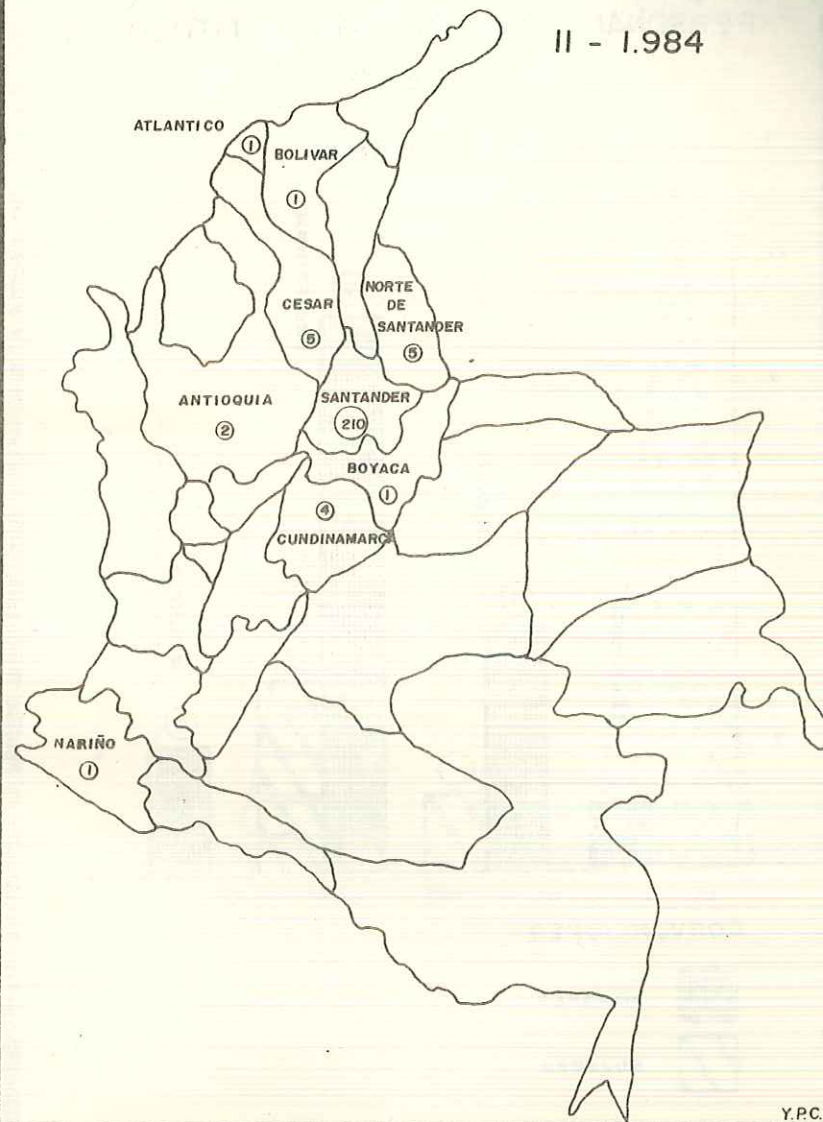 II - 1.984
ATLANTICO
1
BOLIVAR
1
CESAR
5
NORTE
DE
SANTANDER
5
ANTIOQUIA
2
SANTANDER
210
BOYACA
1
4
CUNDINAMARCA
NARIÑO
1
Y.P.C.